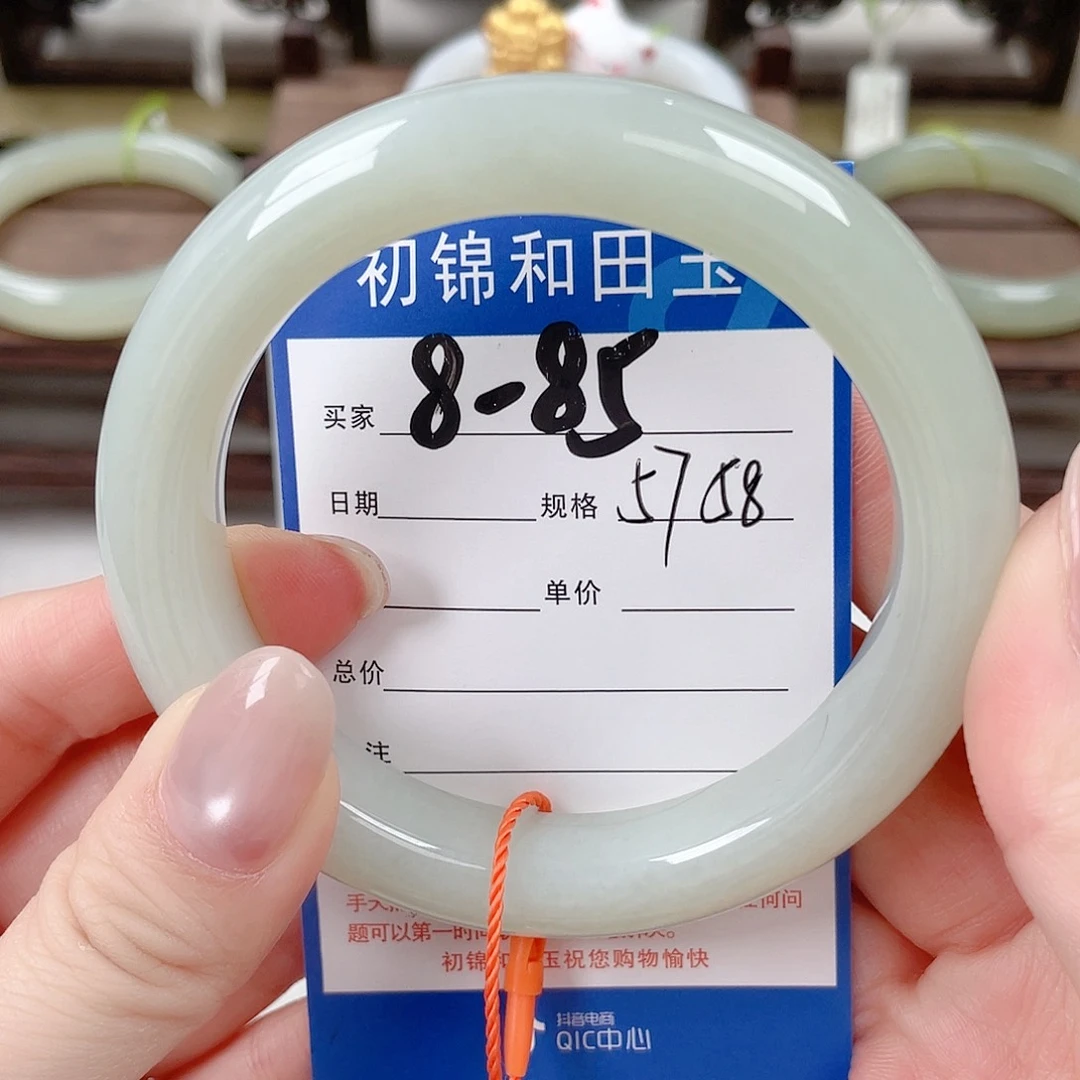 初锦和田玉
买家 8-85
日期 规格 57 58
单价
总价
注
何问
题可以第一时间
初锦和 玉祝您购物愉快
抖音电商
QIC中心